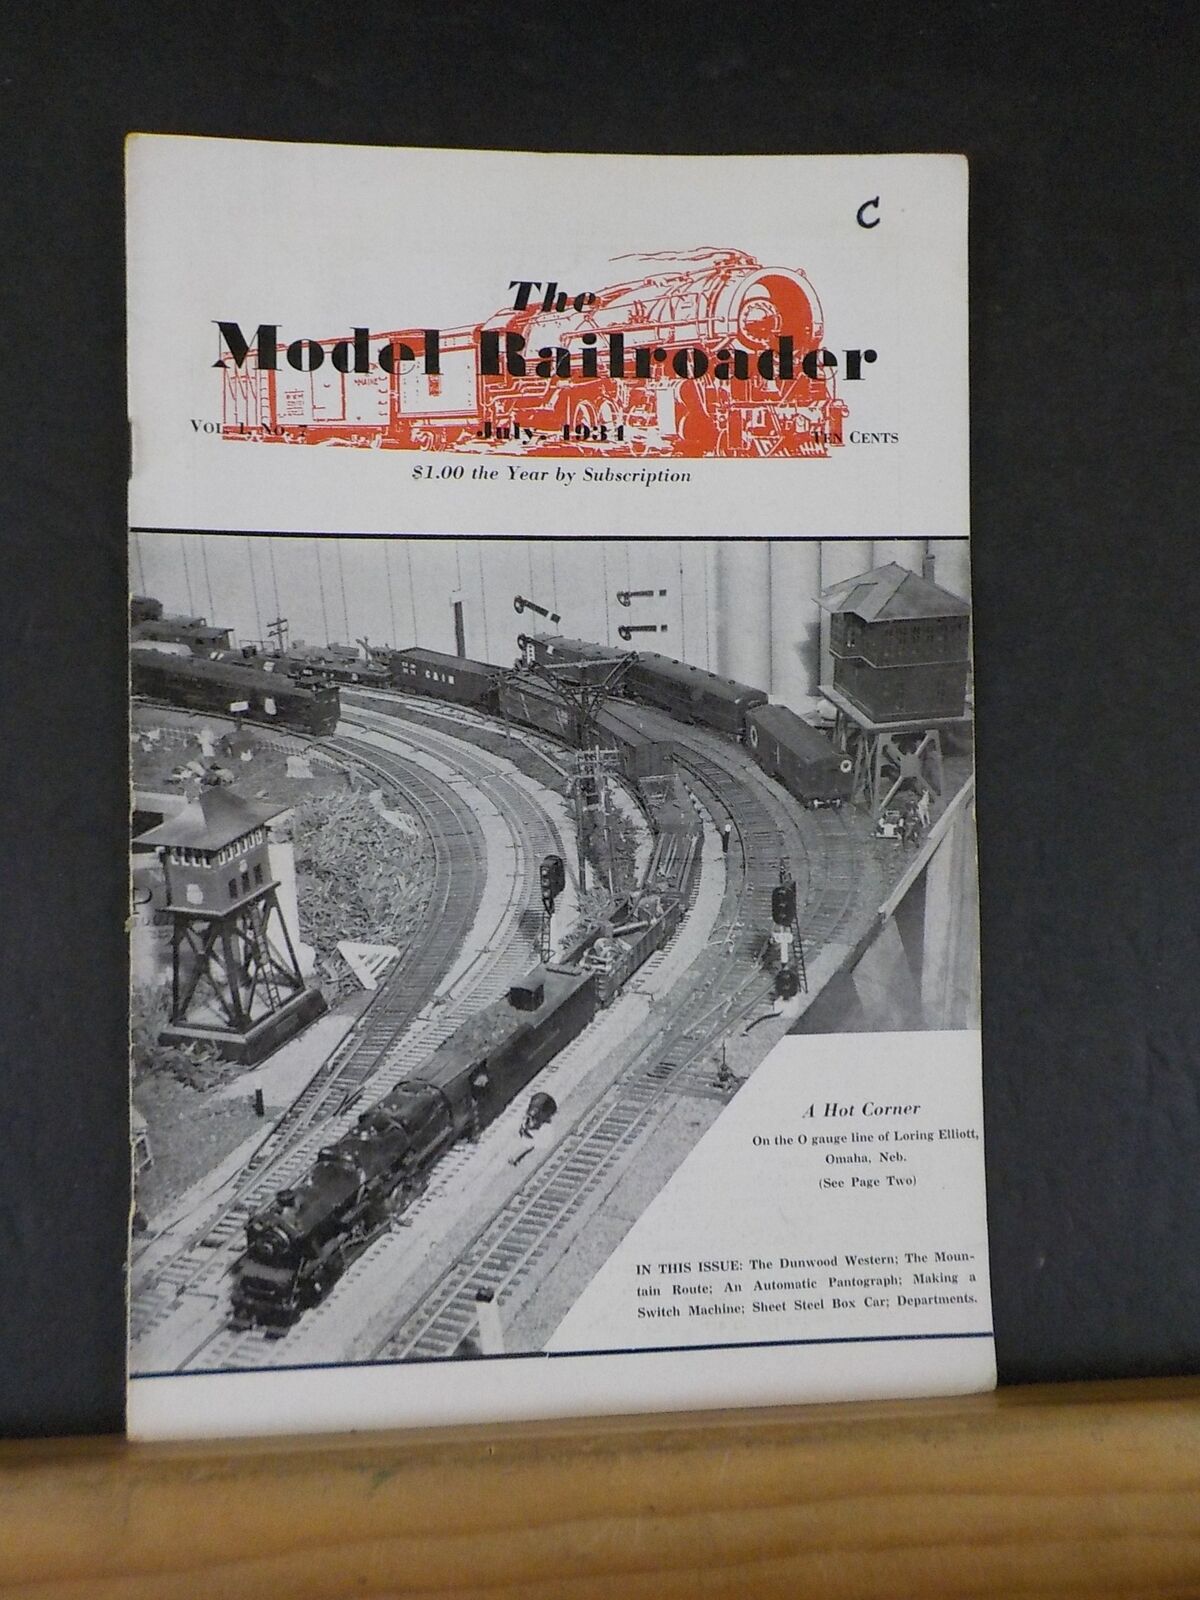 C
The
Model Railroader
MAINE
VOL. 1, No. 7
July, 1934
TEN CENTS
$1.00 the Year by Subscription
A Hot Corner
On the O gauge line of Loring Elliott,
Omaha, Neb.
(See Page Two)
IN THIS ISSUE: The Dunwood Western; The Moun-
tain Route; An Automatic Pantograph; Making a
Switch Machine; Sheet Steel Box Car; Departments.